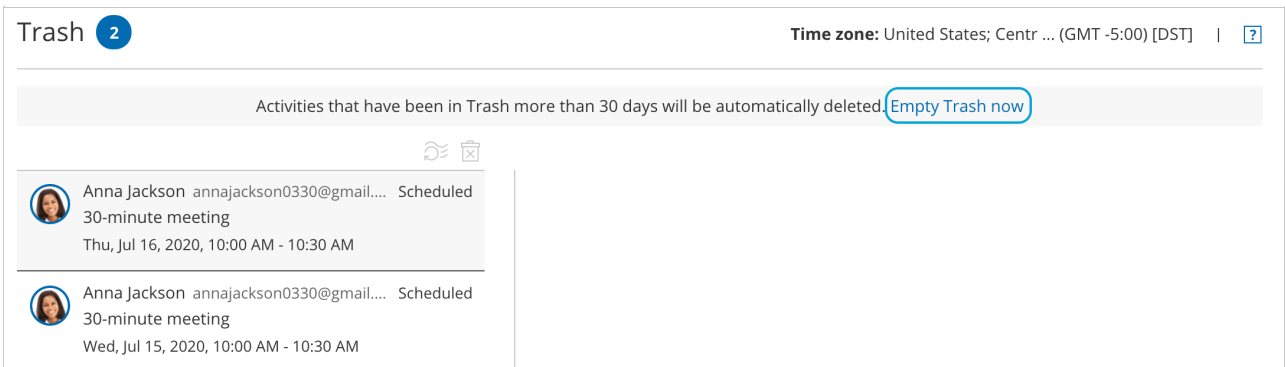 Trash 2
Time zone: United States; Centr ... (GMT -5:00) [DST] | ?
Activities that have been in Trash more than 30 days will be automatically deleted. Empty Trash now
Anna Jackson annajackson0330@gmail.... Scheduled
30-minute meeting
Thu, Jul 16, 2020, 10:00 AM - 10:30 AM
Anna Jackson annajackson0330@gmail.... Scheduled
30-minute meeting
Wed, Jul 15, 2020, 10:00 AM - 10:30 AM